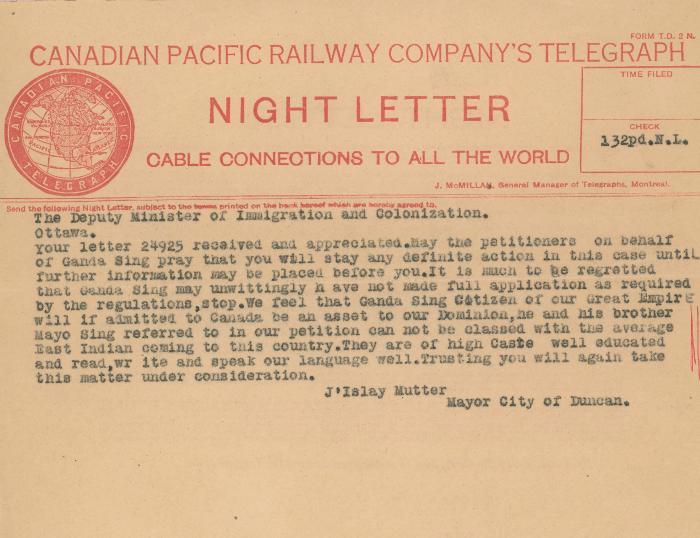 FORM T.D. 2 N.
CANADIAN PACIFIC RAILWAY COMPANY'S TELEGRAPH
TIME FILED
CANADIAN PACIFIC
TELEGRAPH
NIGHT LETTER
CHECK
132pd.N.L.
CABLE CONNECTIONS TO ALL THE WORLD
J. McMILLAN, General Manager of Telegraphs, Montreal.
Send the following Night Letter, subject to the terms printed on the back hereof which are hereby agreed to.
The Deputy Minister of Immigration and Colonization.
Ottawa.
Your letter 24925 received and appreciated.May the petitioners on behalf
of Ganda Sing pray that you will stay any definite action in this case until
further information may be placed before you.It is much to be regretted
that Ganda Sing may unwittingly h ave not made full application as required
by the regulations,stop.We feel that Ganda Sing Citizen of our Great Empire
will if admitted to Canada be an asset to our Dominion,he and his brother
Mayo Sing referred to in our petition can not be classed with the average
East Indian coming to this country.They are of high Caste well educated
and read,wr ite and speak our language well.Trusting you will again take
this matter under consideration.
J'Islay Mutter
Mayor City of Duncan.